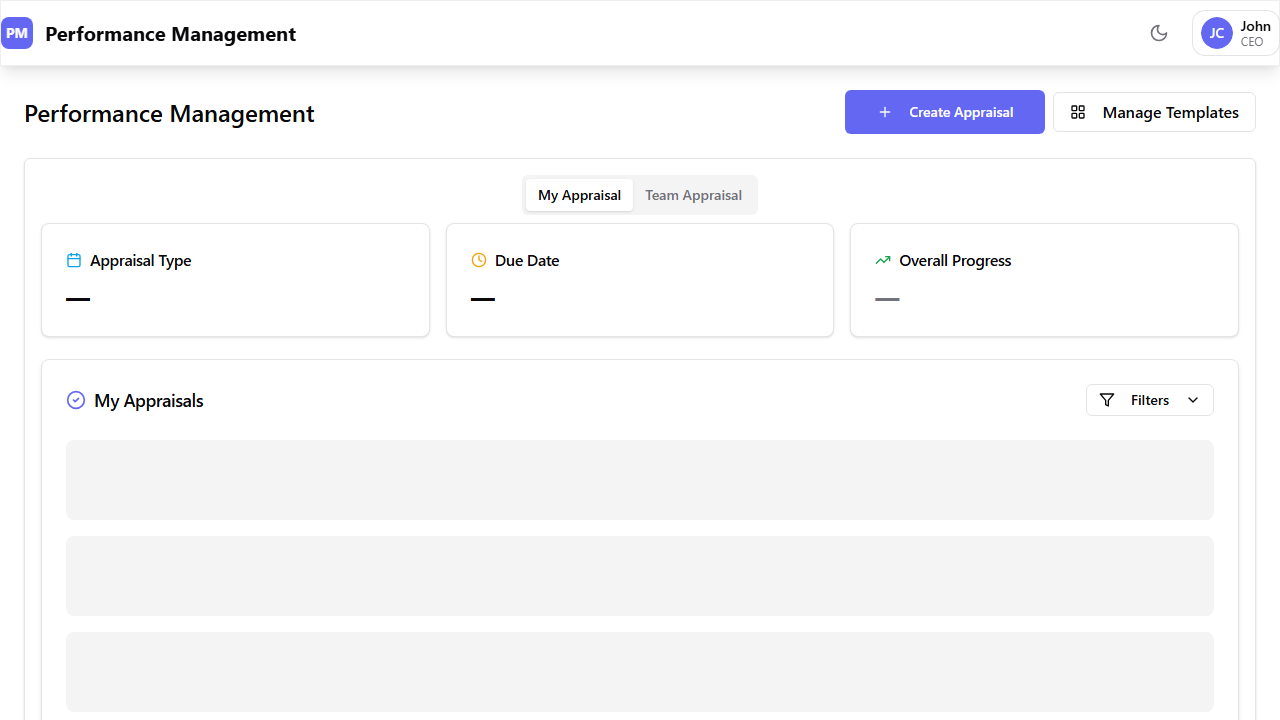 PM
Performance Management
JC
John
CEO
Performance Management
Create Appraisal
Manage Templates
My Appraisal
Team Appraisal
Appraisal Type
—
Due Date
—
Overall Progress
—
My Appraisals
Filters